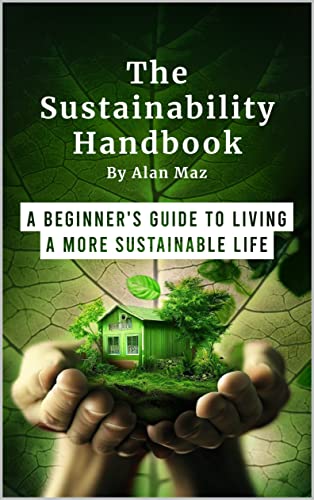 The
Sustainability
Handbook
By Alan Maz
A BEGINNER'S GUIDE TO LIVING
A MORE SUSTAINABLE LIFE